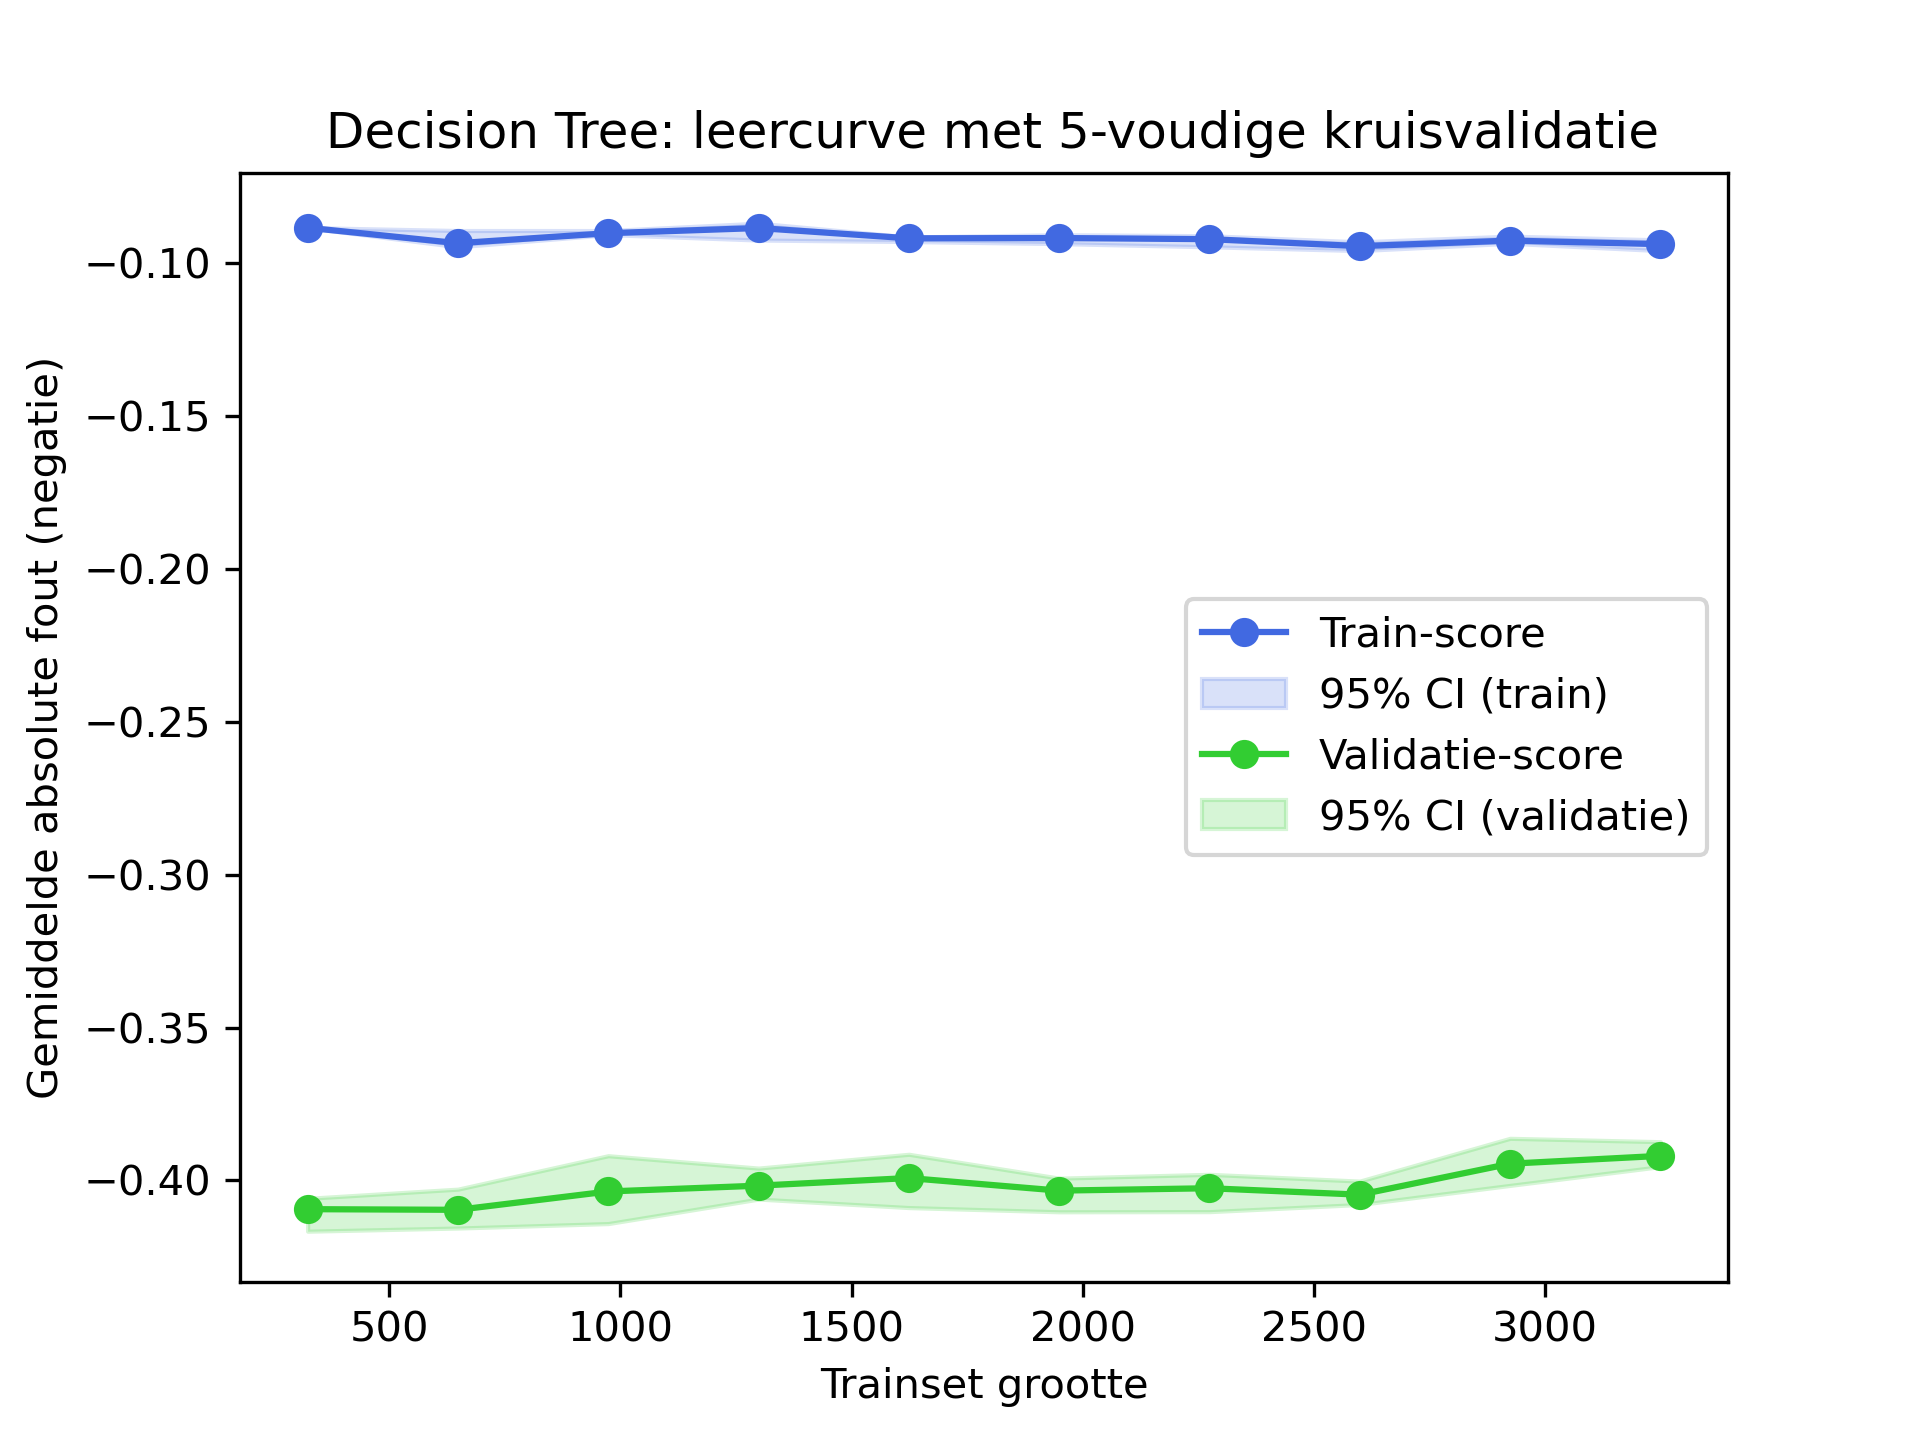 Decision Tree: leercurve met 5-voudige kruisvalidatie
Gemiddelde absolute fout (negatie)
−0.10
−0.15
−0.20
−0.25
−0.30
−0.35
−0.40
Train-score
95% CI (train)
Validatie-score
95% CI (validatie)
500 1000 1500 2000 2500 3000
Trainset grootte